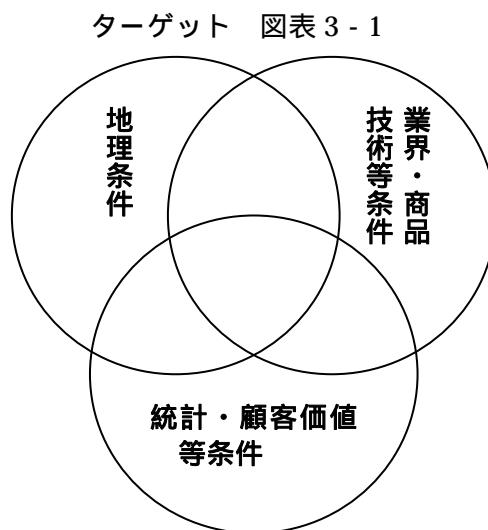 ターゲット　図表３-１
地理条件
業界・商品
技術等条件
統計・顧客価値
等条件